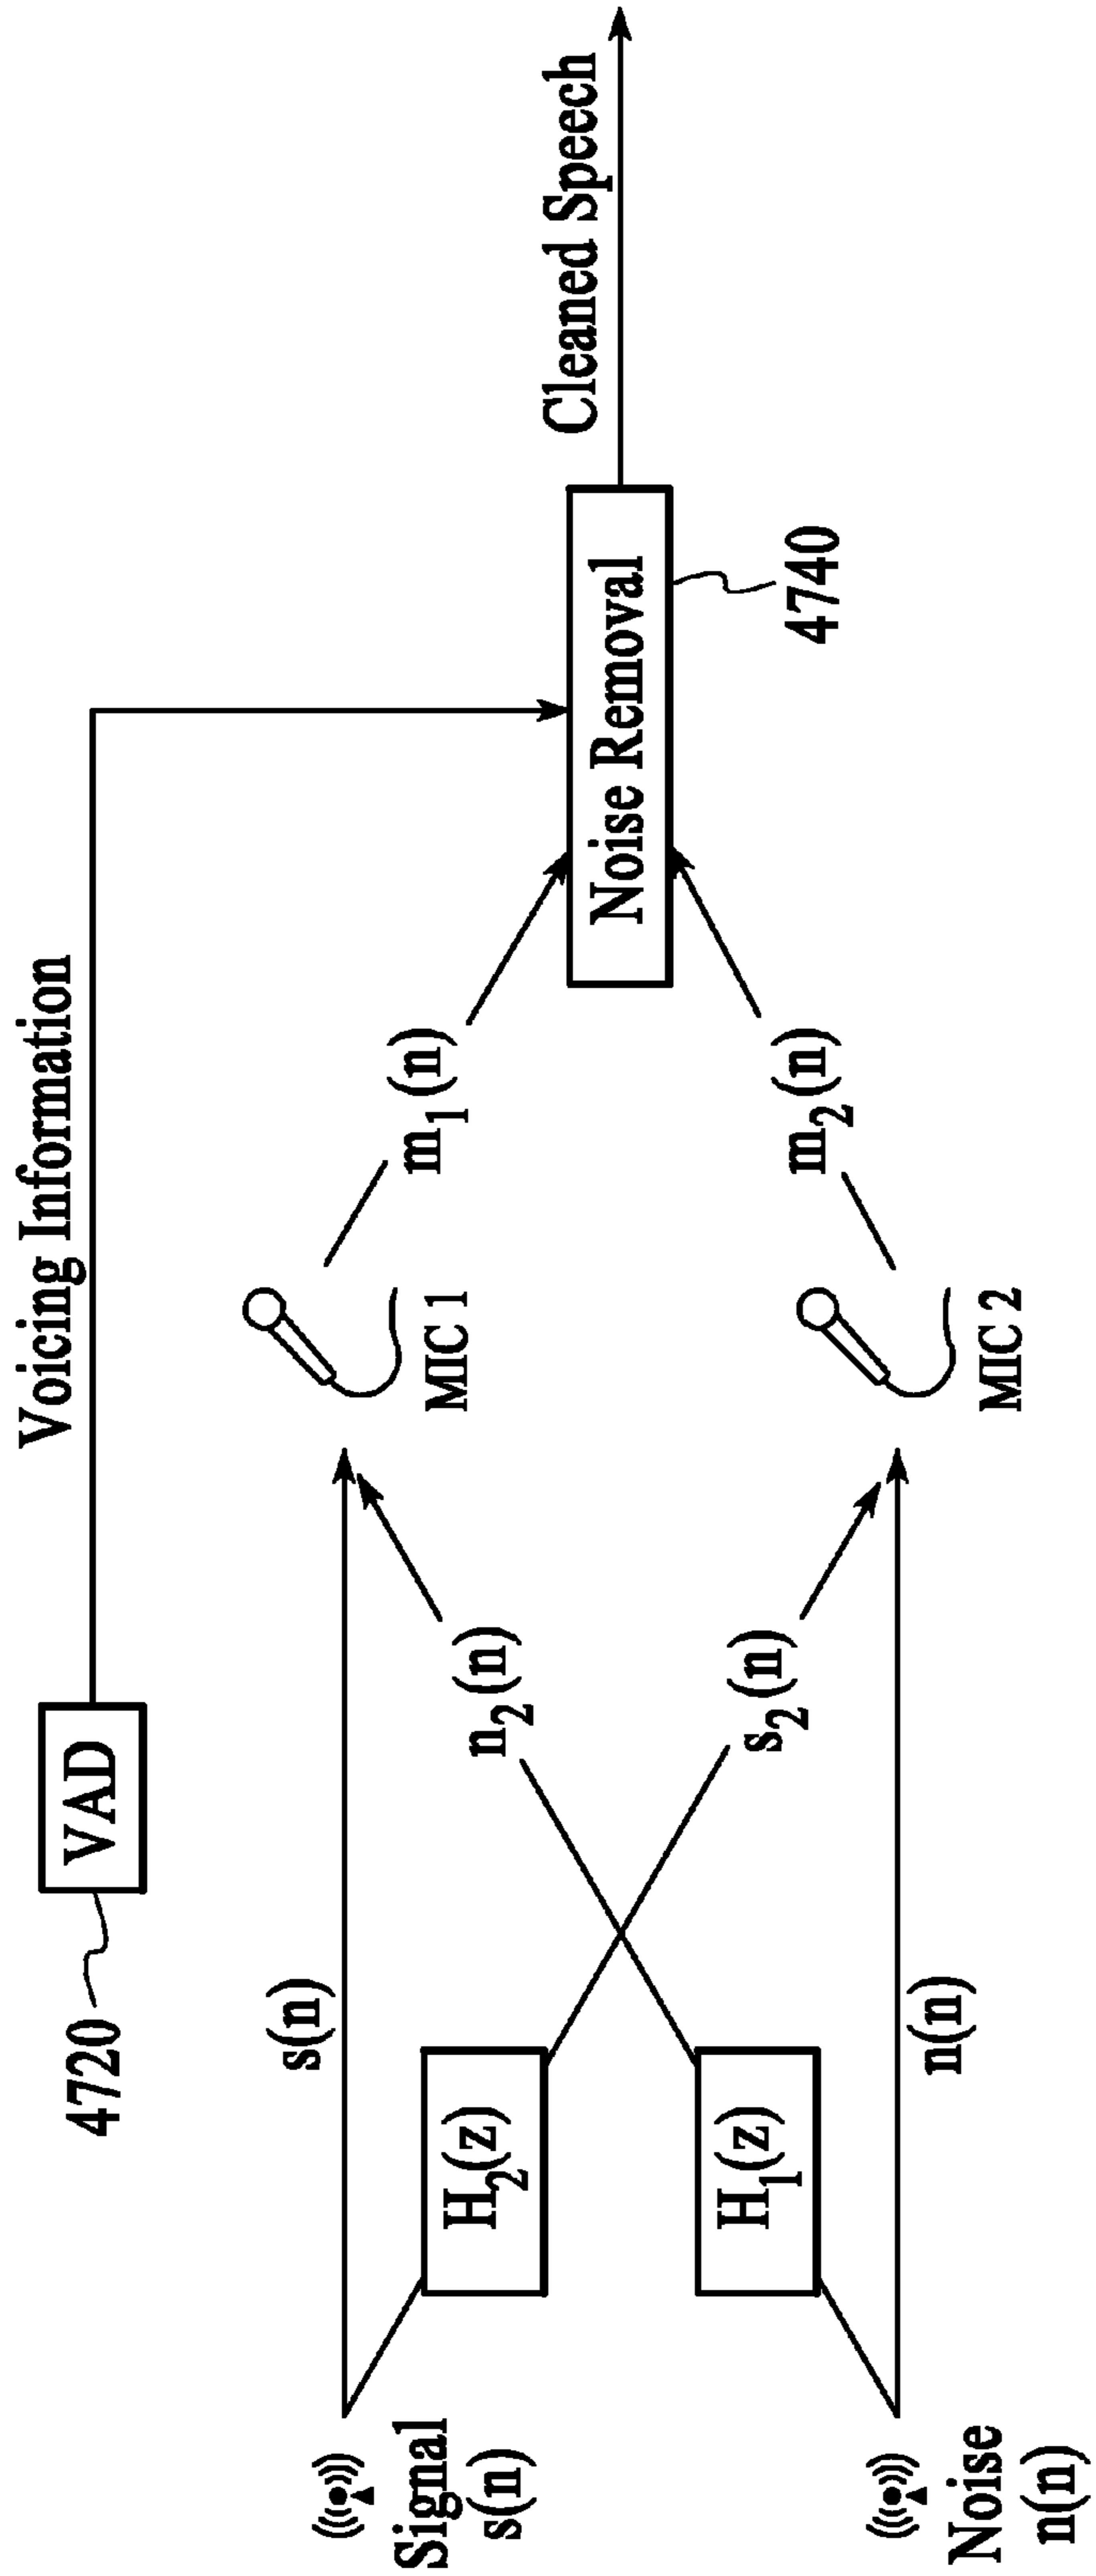 Voicing Information
VAD
4720
s(n)
Signal
s(n)
H2(z)
n2(n)
MIC 1
m1(n)
Noise Removal
4740
Cleaned Speech
H1(z)
s2(n)
MIC 2
m2(n)
n(n)
Noise
n(n)